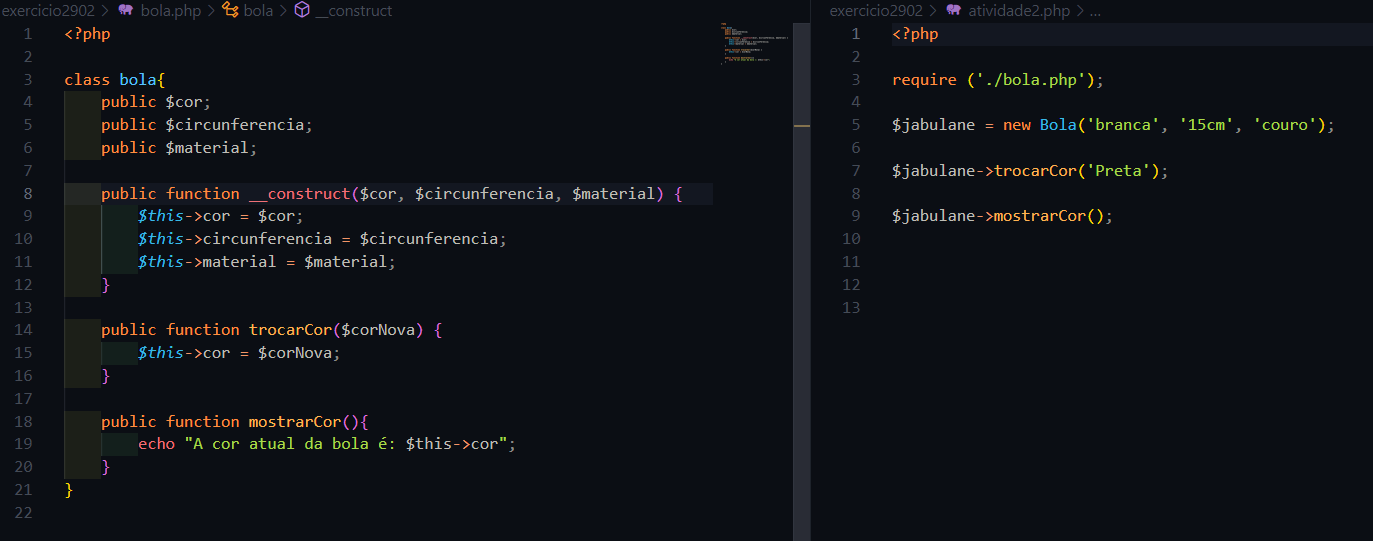 exercicio2902 > bola.php > bola > __construct
1 <?php
2
3 class bola{
4     public $cor;
5     public $circunferencia;
6     public $material;
7
8     public function __construct($cor, $circunferencia, $material) {
9         $this->cor = $cor;
10         $this->circunferencia = $circunferencia;
11         $this->material = $material;
12     }
13
14     public function trocarCor($corNova) {
15         $this->cor = $corNova;
16     }
17
18     public function mostrarCor(){
19         echo "A cor atual da bola é: $this->cor";
20     }
21 }
22
exercicio2902 > atividade2.php > ...
1 <?php
2
3 require ('./bola.php');
4
5 $jabulane = new Bola('branca', '15cm', 'couro');
6
7 $jabulane->trocarCor('Preta');
8
9 $jabulane->mostrarCor();
10
11
12
13